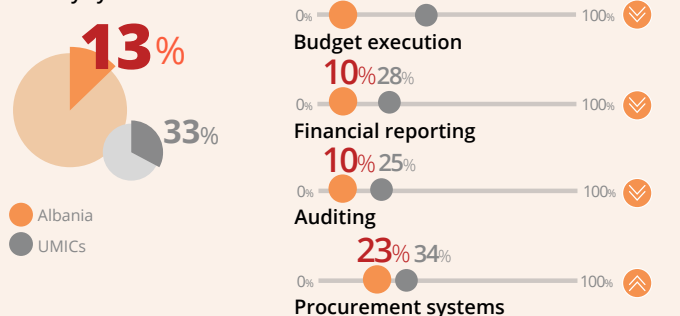 13%
33%
Albania
UMICs
0% 100%
Budget execution
10% 28%
0% 100%
Financial reporting
10% 25%
0% 100%
Auditing
23% 34%
0% 100%
Procurement systems